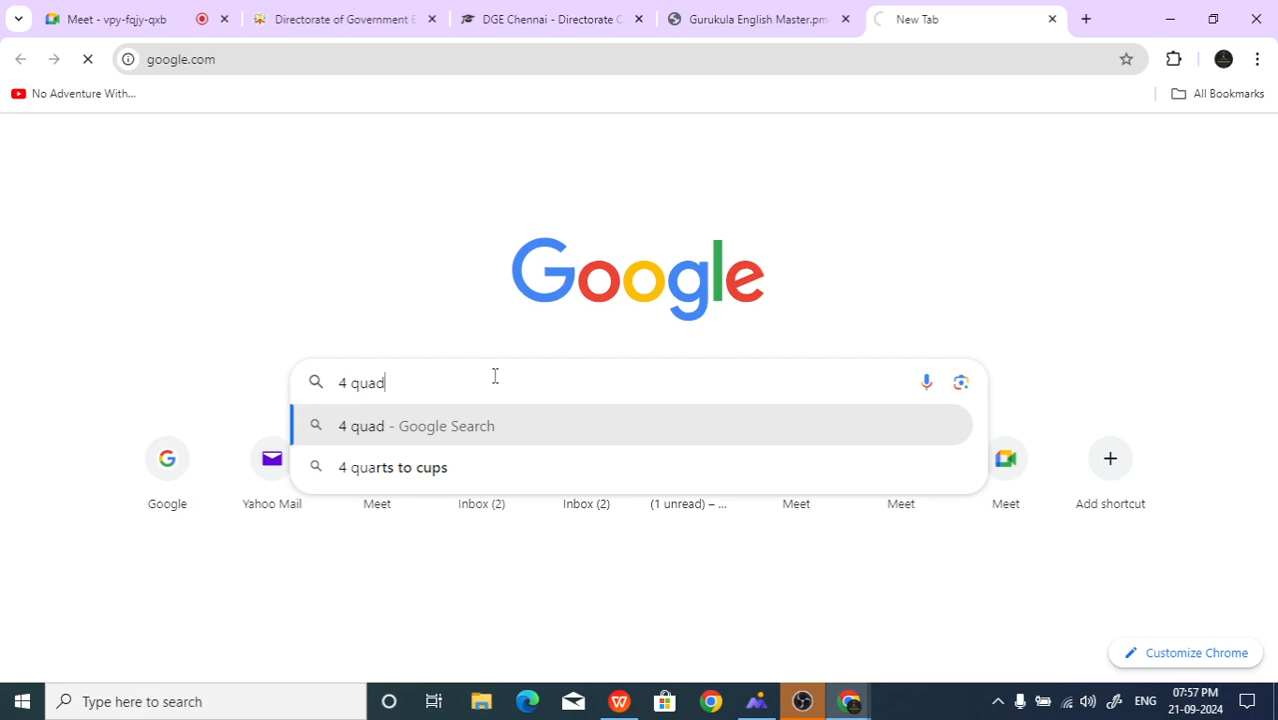 Meet - vpy-fqjy-qxb
Directorate of Government E
DGE Chennai - Directorate C
Gurukula English Master.pm
New Tab
google.com
No Adventure With...
All Bookmarks
Google
4 quad
4 quad - Google Search
4 quarts to cups
Google
Yahoo Mail
Meet
Inbox (2)
Inbox (2)
(1 unread) – ...
Meet
Meet
Meet
Add shortcut
Customize Chrome
Type here to search
ENG
07:57 PM
21-09-2024